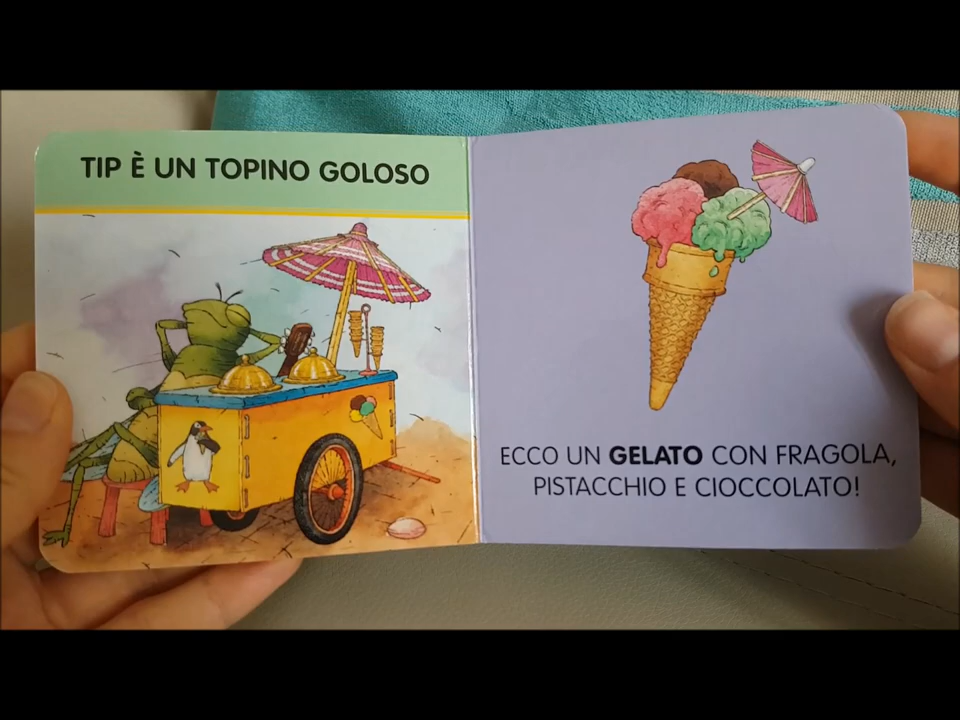 TIP È UN TOPINO GOLOSO
ECCO UN GELATO CON FRAGOLA,
PISTACCHIO E CIOCCOLATO!